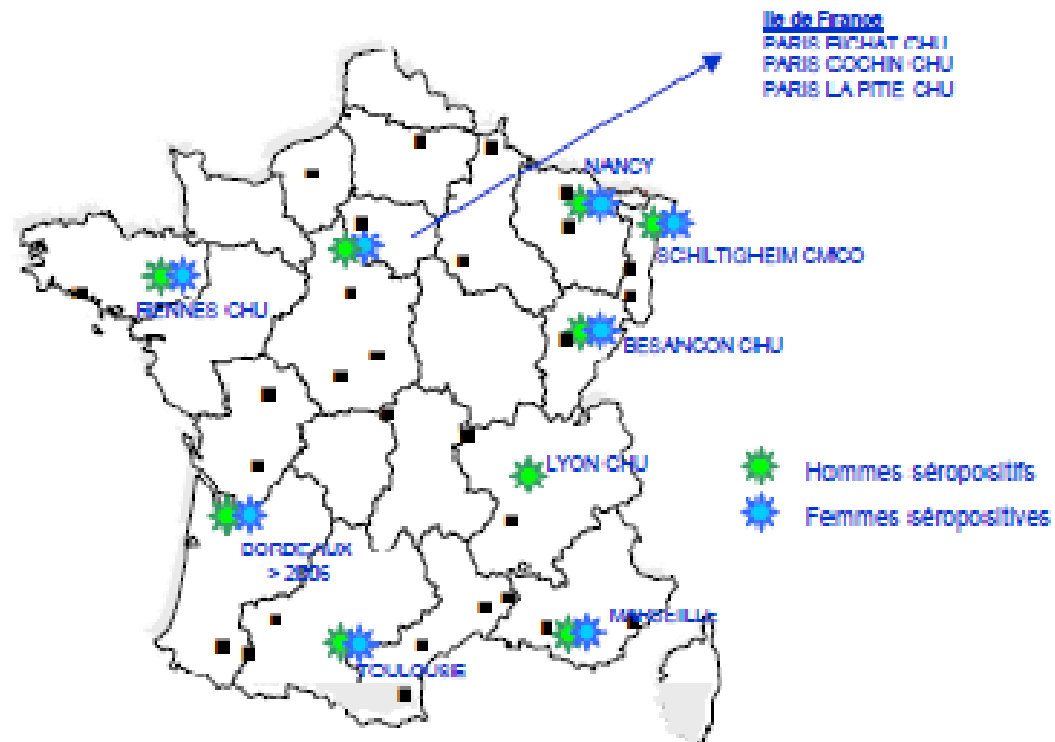 Ile de France
PARIS BICHAT CHU
PARIS COCHIN CHU
PARIS LA PITIE CHU
NANCY
SCHILTIGHEIM CMCO
RENNES CHU
BESANCON CHU
LYON CHU
Hommes séropositifs
Femmes séropositives
BORDEAUX
> 2006
MARSEILLE
TOULOUSE